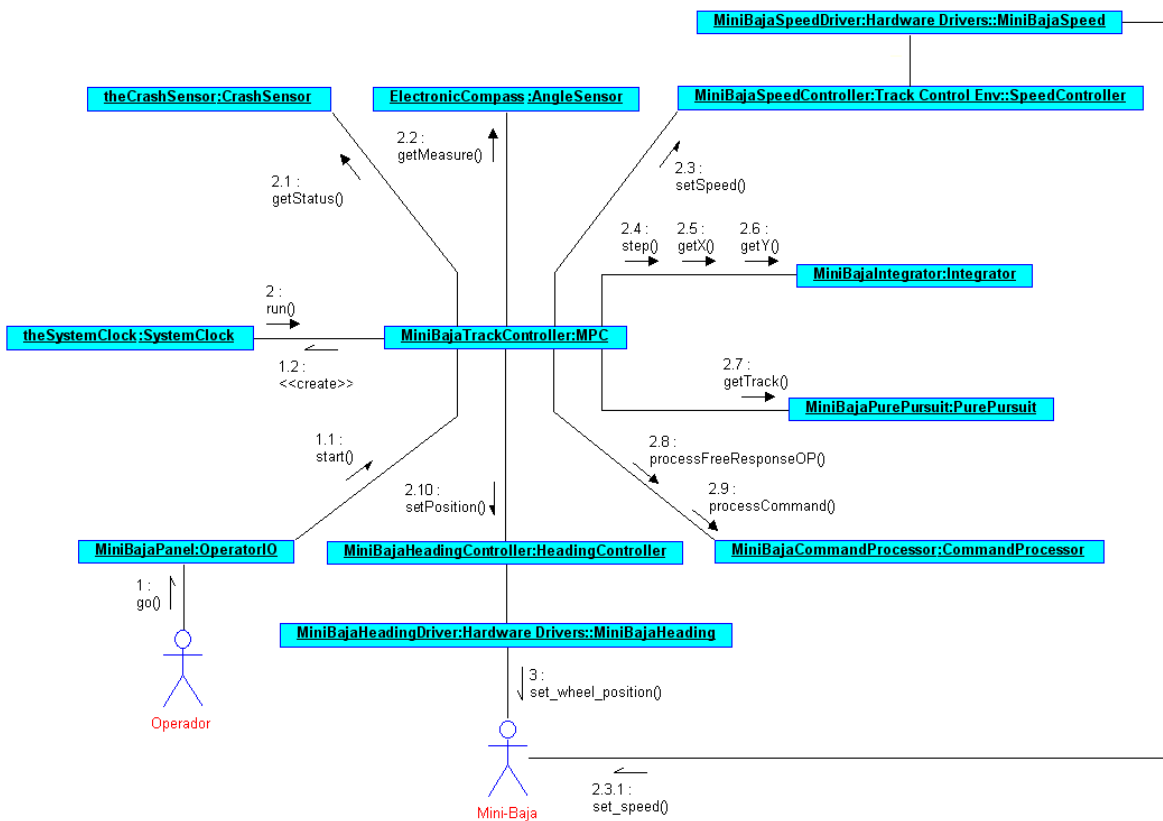 MiniBajaSpeedDriver:Hardware Drivers::MiniBajaSpeed
theCrashSensor:CrashSensor
ElectronicCompass :AngleSensor
MiniBajaSpeedController:Track Control Env::SpeedController
2.1 :
getStatus()
2.2 :
getMeasure()
2.3 :
setSpeed()
2.4 :
step()
2.5 :
getX()
2.6 :
getY()
MiniBajaIntegrator:Integrator
2 :
run()
theSystemClock:SystemClock
MiniBajaTrackController:MPC
1.2 :
<<create>>
2.7 :
getTrack()
MiniBajaPurePursuit:PurePursuit
1.1 :
start()
2.8 :
processFreeResponseOP()
2.9 :
processCommand()
2.10 :
setPosition()
MiniBajaPanel:OperatorIO
MiniBajaHeadingController:HeadingController
MiniBajaCommandProcessor:CommandProcessor
1 :
go()
MiniBajaHeadingDriver:Hardware Drivers::MiniBajaHeading
3 :
set_wheel_position()
Operador
2.3.1 :
set_speed()
Mini-Baja